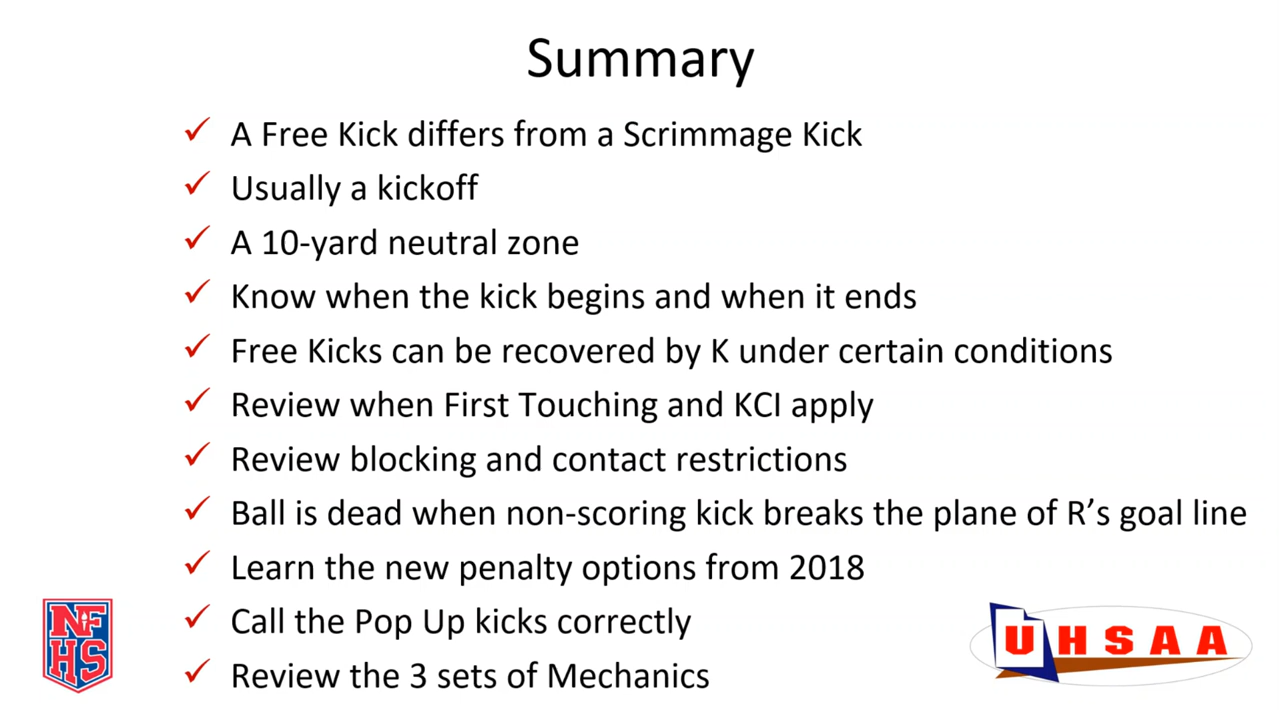 Summary
✓ A Free Kick differs from a Scrimmage Kick
✓ Usually a kickoff
✓ A 10-yard neutral zone
✓ Know when the kick begins and when it ends
✓ Free Kicks can be recovered by K under certain conditions
✓ Review when First Touching and KCI apply
✓ Review blocking and contact restrictions
✓ Ball is dead when non-scoring kick breaks the plane of R’s goal line
✓ Learn the new penalty options from 2018
✓ Call the Pop Up kicks correctly
✓ Review the 3 sets of Mechanics
NF
HS
UHSAA